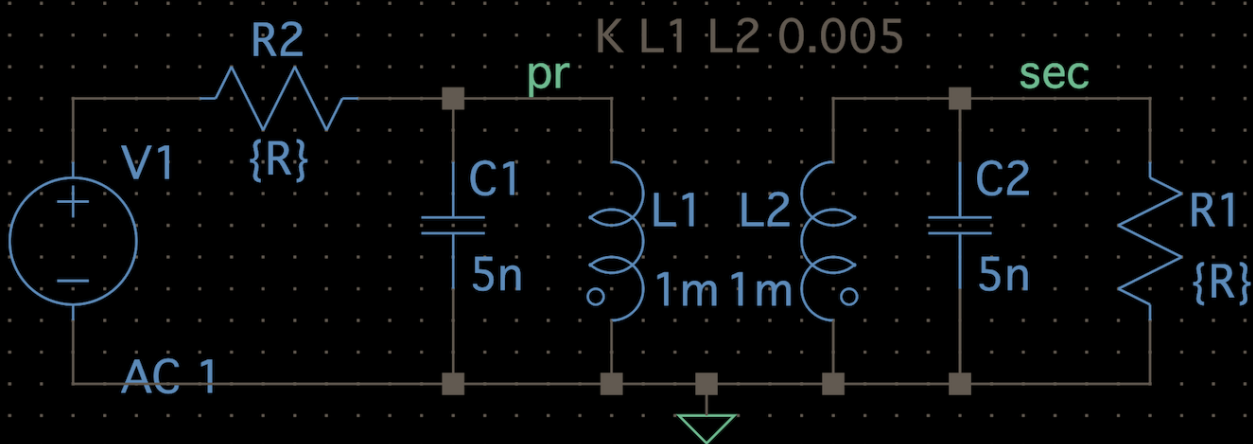 K L1 L2 0.005
R2
pr
sec
{R}
V1
C1
C2
L1
L2
R1
5n
1m
1m
5n
{R}
AC 1